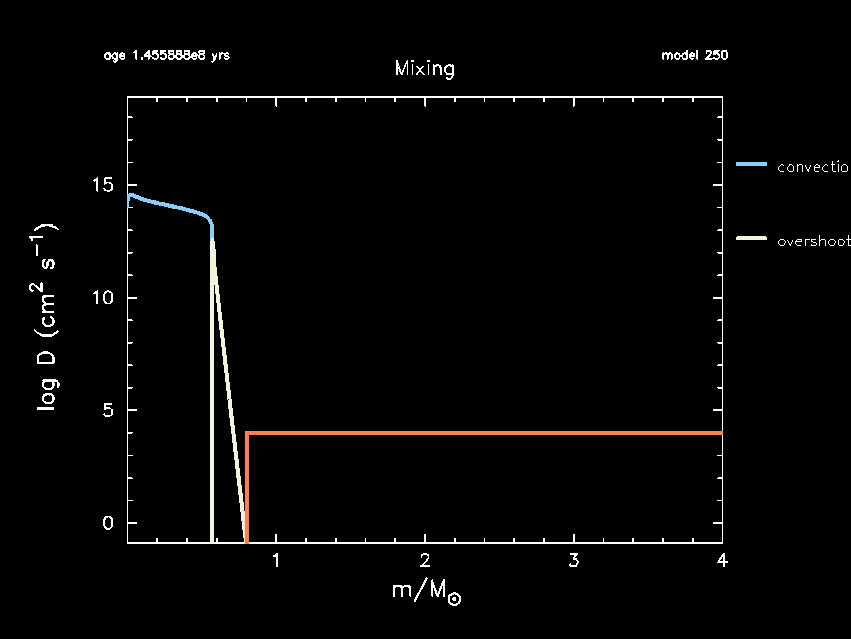 age 1.455888e8 yrs
model 250
Mixing
convectio
overshoot
15
10
5
0
log D (cm² s⁻¹)
1 2 3 4
m/M☉